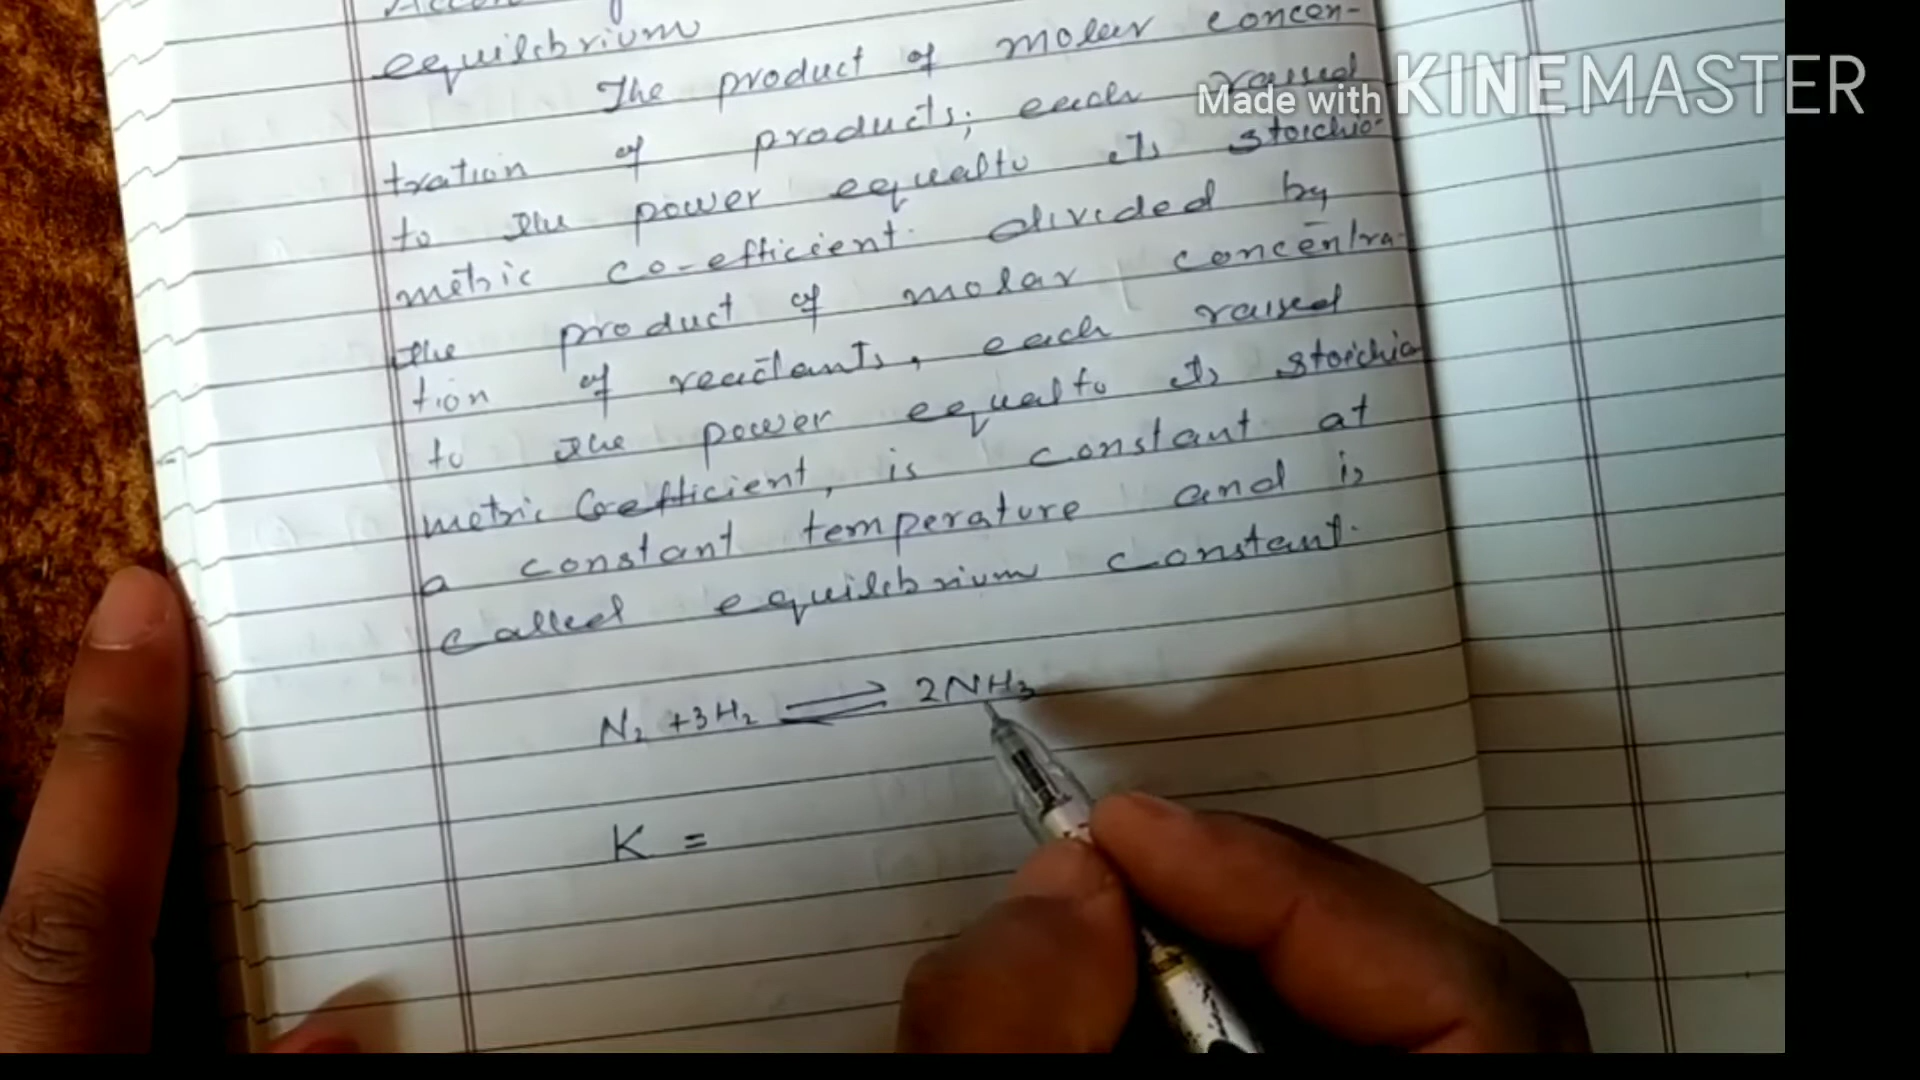 equilibrium
The product of molar concen-
tration of products; each raised
to the power equal to its stoichio-
metric co-efficient. divided by
the product of molar concentra-
tion of reactants, each raised
to the power equal to its stoichio
metric Coefficient, is constant at
a constant temperature and is
called equilibrium constant.
N₂ + 3H₂ ⇌ 2NH₃
K =
Made with KINEMASTER